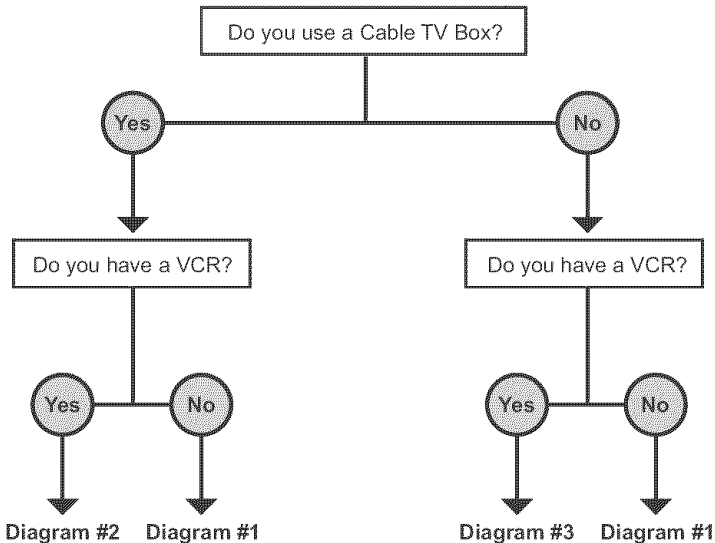 Do you use a Cable TV Box?
Yes
No
Do you have a VCR?
Do you have a VCR?
Yes
No
Yes
No
Diagram #2
Diagram #1
Diagram #3
Diagram #1